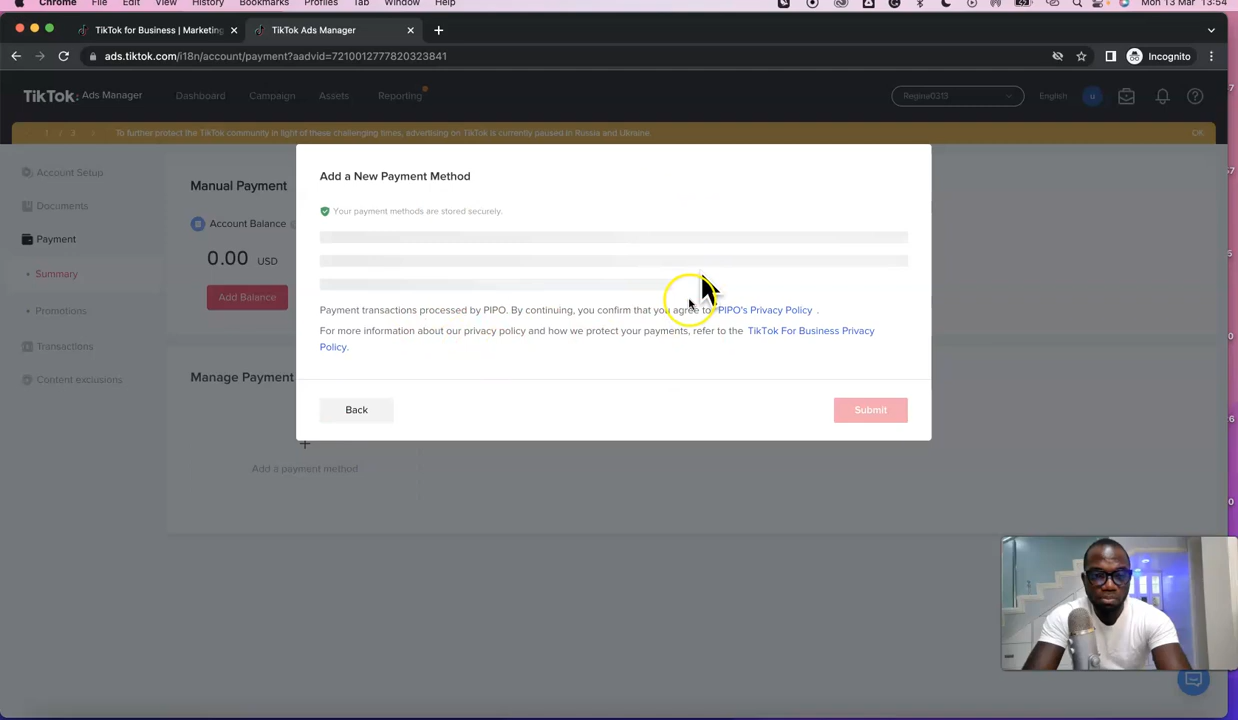 Chrome File Edit View History Bookmarks Profiles Tab Window Help Mon 13 Mar 13:54
TikTok for Business | Marketing
TikTok Ads Manager
ads.tiktok.com/i18n/account/payment?aadvid=7210012777820323841
Incognito
TikTok: Ads Manager Dashboard Campaign Assets Reporting Regina0313 English u
1 / 2 To further protect the TikTok community in light of these challenging times, advertising on TikTok is currently paused in Russia and Ukraine. OK
Account Setup
Documents
Payment
Summary
Promotions
Transactions
Content exclusions
Manual Payment
Account Balance
0.00 USD
Add Balance
Manage Payment
Add a payment method
Add a New Payment Method
Your payment methods are stored securely.
Payment transactions processed by PIPO. By continuing, you confirm that you agree to PIPO's Privacy Policy .
For more information about our privacy policy and how we protect your payments, refer to the TikTok For Business Privacy
Policy.
Back
Submit